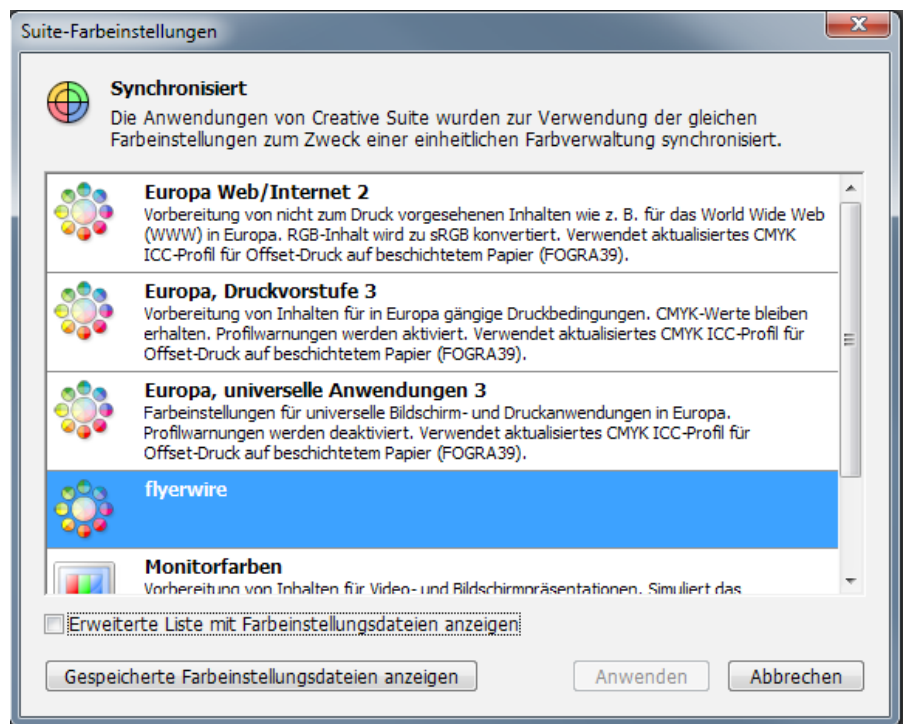 Suite-Farbeinstellungen
Synchronisiert
Die Anwendungen von Creative Suite wurden zur Verwendung der gleichen
Farbeinstellungen zum Zweck einer einheitlichen Farbverwaltung synchronisiert.
Europa Web/Internet 2
Vorbereitung von nicht zum Druck vorgesehenen Inhalten wie z. B. für das World Wide Web
(WWW) in Europa. RGB-Inhalt wird zu sRGB konvertiert. Verwendet aktualisiertes CMYK
ICC-Profil für Offset-Druck auf beschichtetem Papier (FOGRA39).
Europa, Druckvorstufe 3
Vorbereitung von Inhalten für in Europa gängige Druckbedingungen. CMYK-Werte bleiben
erhalten. Profilwarnungen werden aktiviert. Verwendet aktualisiertes CMYK ICC-Profil für
Offset-Druck auf beschichtetem Papier (FOGRA39).
Europa, universelle Anwendungen 3
Farbeinstellungen für universelle Bildschirm- und Druckanwendungen in Europa.
Profilwarnungen werden deaktiviert. Verwendet aktualisiertes CMYK ICC-Profil für
Offset-Druck auf beschichtetem Papier (FOGRA39).
flyerwire
Monitorfarben
Vorbereitung von Inhalten für Video- und Bildschirmpräsentationen. Simuliert das
Erweiterte Liste mit Farbeinstellungsdateien anzeigen
Gespeicherte Farbeinstellungsdateien anzeigen
Anwenden
Abbrechen